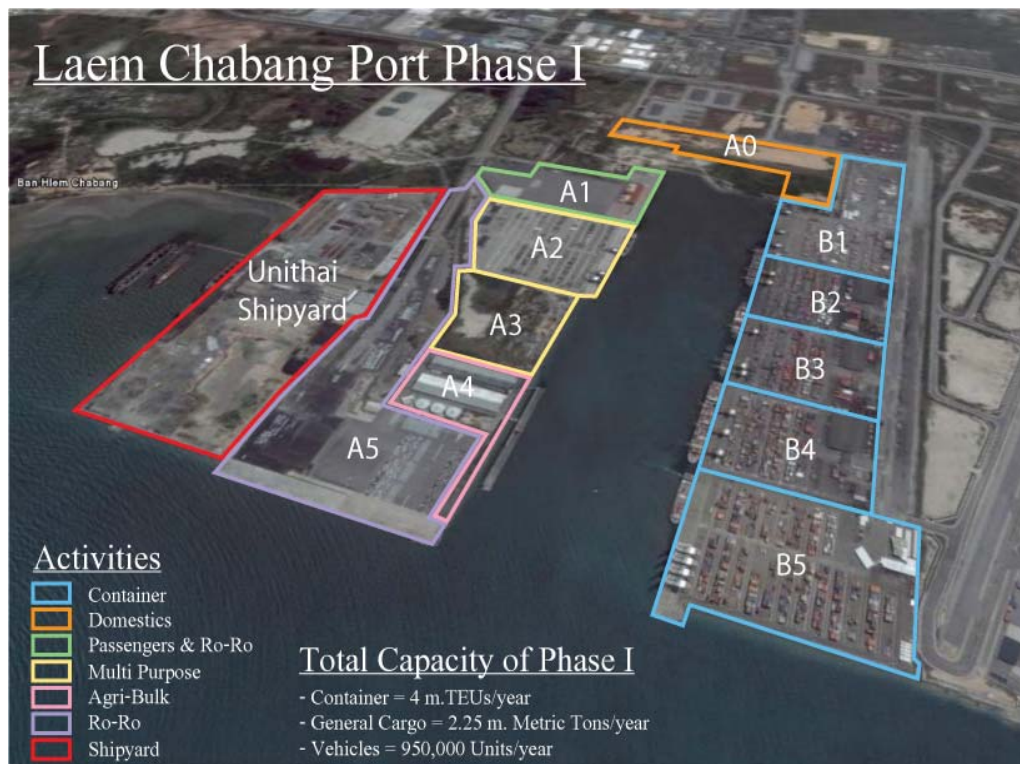 Laem Chabang Port Phase I
Ban Hlem Chabang
A0
A1
A2
A3
A4
A5
Unithai
Shipyard
B1
B2
B3
B4
B5
Activities
Container
Domestics
Passengers & Ro-Ro
Multi Purpose
Agri-Bulk
Ro-Ro
Shipyard
Total Capacity of Phase I
- Container = 4 m.TEUs/year
- General Cargo = 2.25 m. Metric Tons/year
- Vehicles = 950,000 Units/year